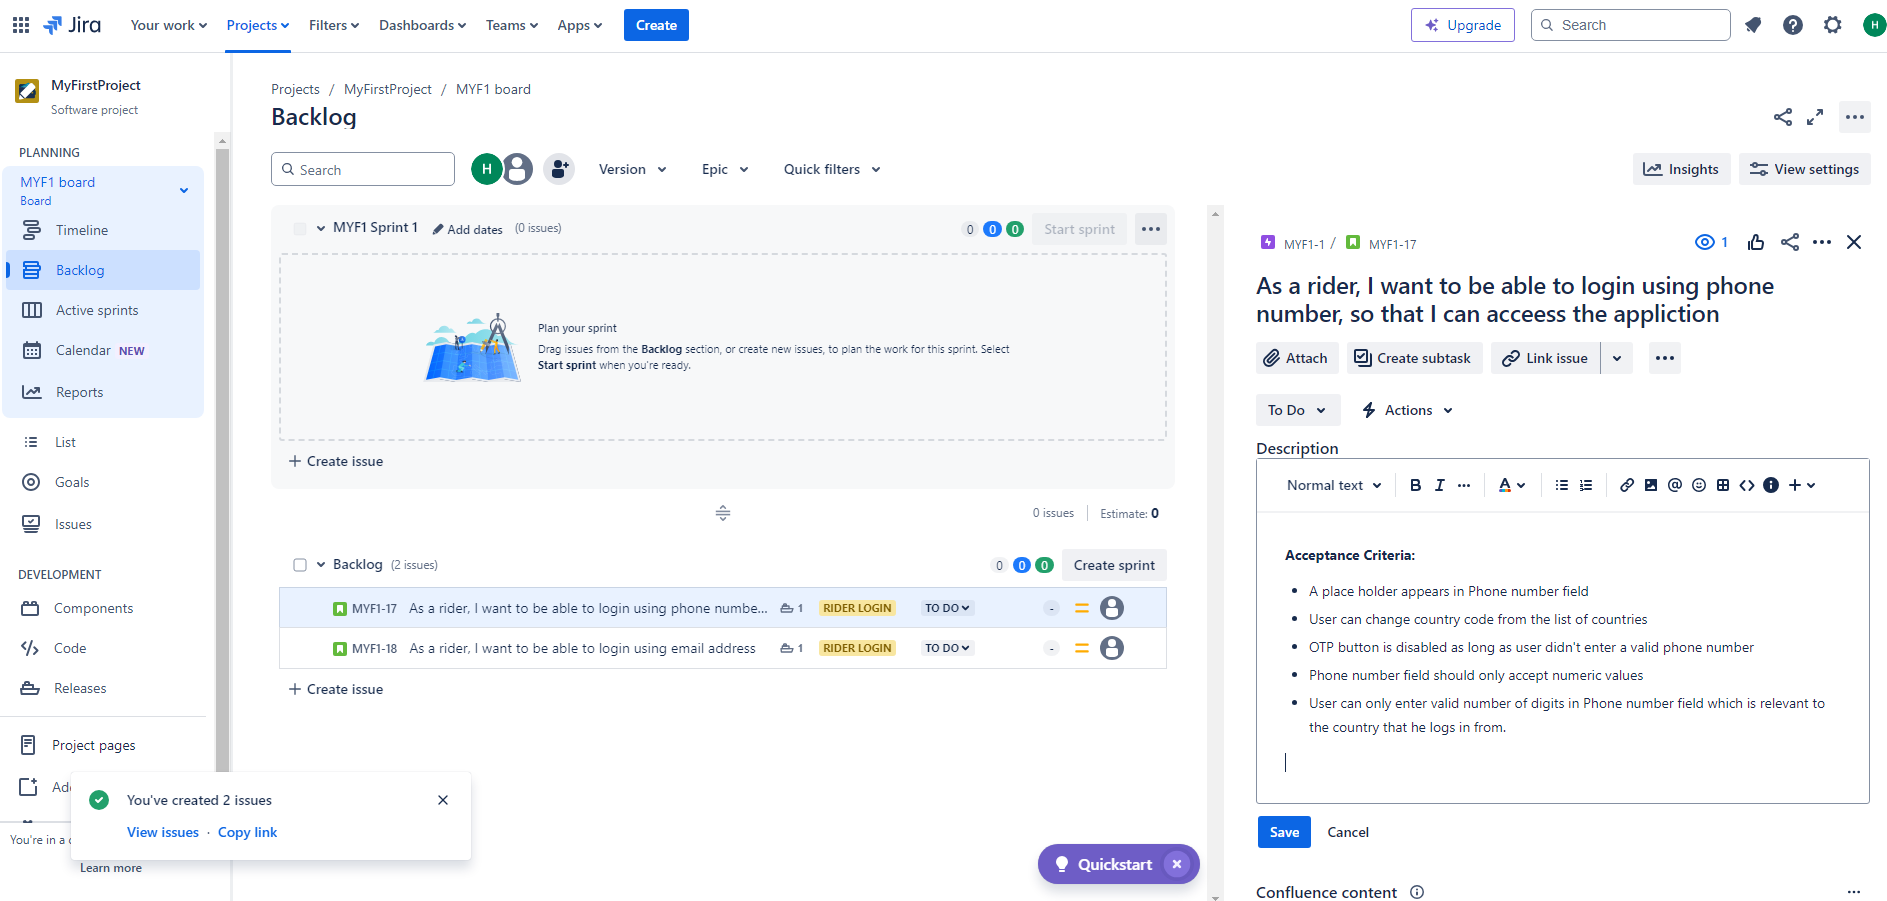 Jira
Your work
Projects
Filters
Dashboards
Teams
Apps
Create
Upgrade
Search
H
MyFirstProject
Software project
PLANNING
MYF1 board
Board
Timeline
Backlog
Active sprints
Calendar NEW
Reports
List
Goals
Issues
DEVELOPMENT
Components
Code
Releases
Project pages
You're in a
Learn more
You've created 2 issues
View issues · Copy link
Projects / MyFirstProject / MYF1 board
Backlog
Search
H
Version
Epic
Quick filters
Insights
View settings
MYF1 Sprint 1
Add dates
(0 issues)
0 0 0
Start sprint
Plan your sprint
Drag issues from the Backlog section, or create new issues, to plan the work for this sprint. Select
Start sprint when you're ready.
+ Create issue
0 issues
Estimate: 0
Backlog (2 issues)
0 0 0
Create sprint
MYF1-17 As a rider, I want to be able to login using phone numbe... 1 RIDER LOGIN TO DO -
MYF1-18 As a rider, I want to be able to login using email address 1 RIDER LOGIN TO DO -
+ Create issue
Quickstart
MYF1-1 / MYF1-17
1
As a rider, I want to be able to login using phone
number, so that I can acceess the appliction
Attach
Create subtask
Link issue
To Do
Actions
Description
Normal text B I ... A
Acceptance Criteria:
• A place holder appears in Phone number field
• User can change country code from the list of countries
• OTP button is disabled as long as user didn't enter a valid phone number
• Phone number field should only accept numeric values
• User can only enter valid number of digits in Phone number field which is relevant to
the country that he logs in from.
Save
Cancel
Confluence content